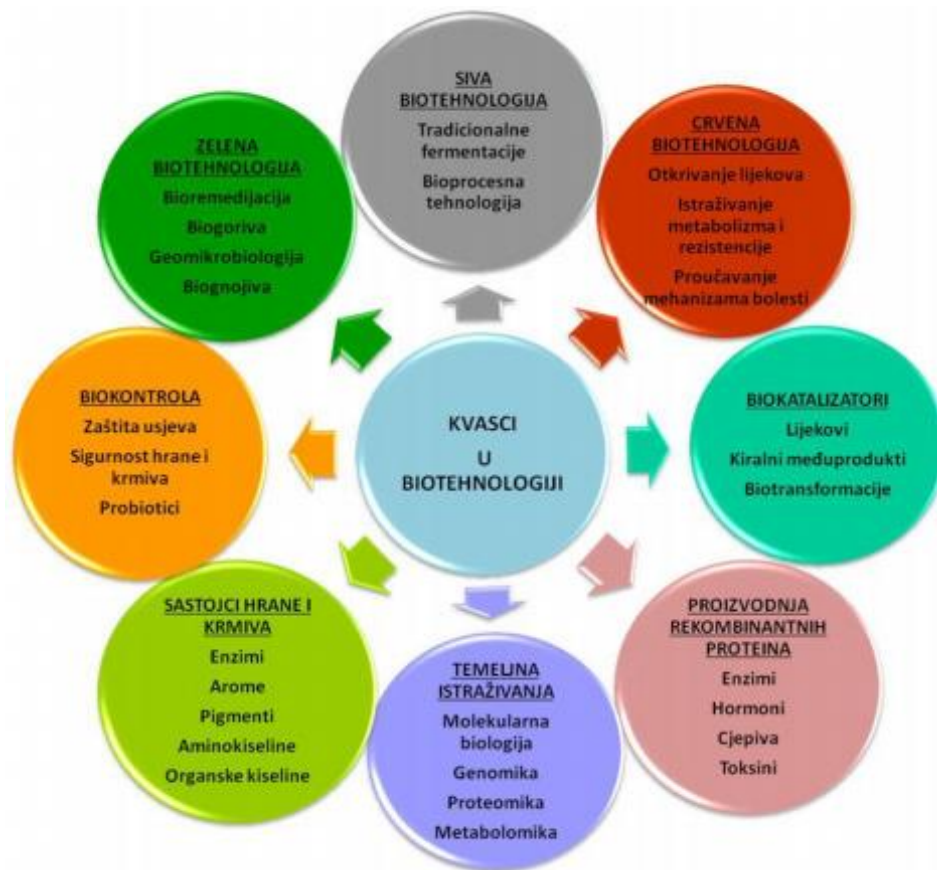 SIVA
BIOTEHNOLOGIJA
Tradicionalne
fermentacije
Bioprocesna
tehnologija
CRVENA
BIOTEHNOLOGIJA
Otkrivanje lijekova
Istraživanje
metabolizma i
rezistencije
Proučavanje
mehanizama bolesti
BIOKATALIZATORI
Lijekovi
Kiralni međuprodukti
Biotransformacije
PROIZVODNJA
REKOMBINANTNIH
PROTEINA
Enzimi
Hormoni
Cjepiva
Toksini
TEMELJNA
ISTRAŽIVANJA
Molekularna
biologija
Genomika
Proteomika
Metabolomika
SASTOJCI HRANE I
KRMIVA
Enzimi
Arome
Pigmenti
Aminokiseline
Organske kiseline
BIOKONTROLA
Zaštita usjeva
Sigurnost hrane i
krmiva
Probiotici
ZELENA
BIOTEHNOLOGIJA
Bioremedijacija
Biogoriva
Geomikrobiologija
Biognojiva
KVASCI
U
BIOTEHNOLOGIJI